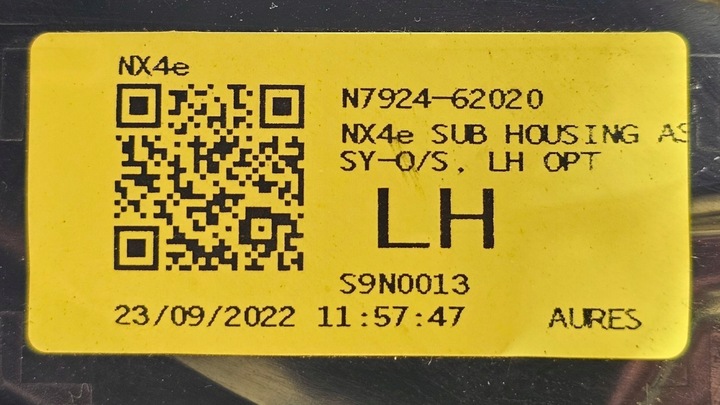 NX4e
N7924-62020
NX4e SUB HOUSING AS
SY-O/S, LH OPT
LH
S9N0013
23/09/2022 11:57:47 AURES